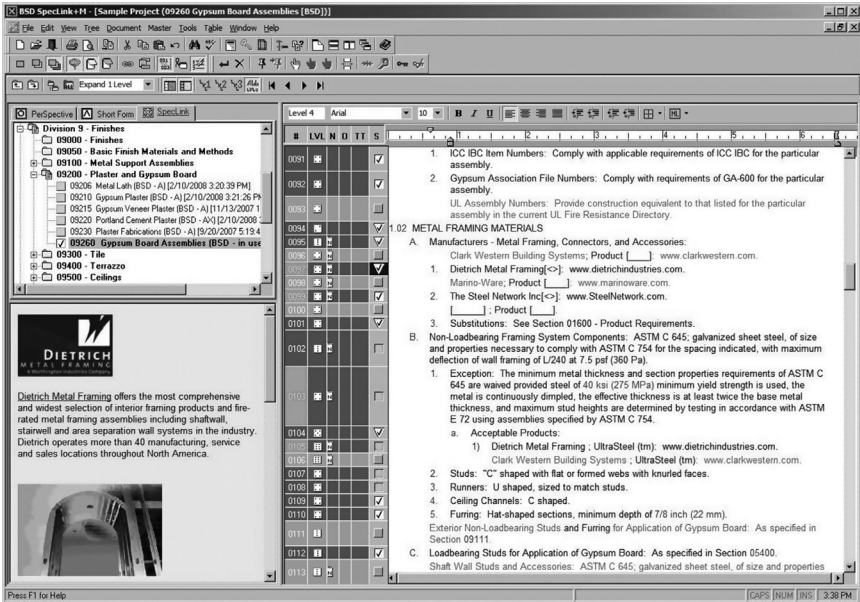 BSD SpecLink+M - [Sample Project (09260 Gypsum Board Assemblies [BSD])]
File Edit View Tree Document Master Tools Table Window Help
Expand 1 Level
PerSpective Short Form SpecLink
Level 4 Arial 10 B I U
Division 9 - Finishes
09000 - Finishes
09050 - Basic Finish Materials and Methods
09100 - Metal Support Assemblies
09200 - Plaster and Gypsum Board
09206 Metal Lath (BSD - A) [2/10/2008 3:20:39 PM]
09210 Gypsum Plaster (BSD - A) [2/10/2008 3:21:26 PM
09215 Gypsum Veneer Plaster (BSD - A) [11/13/2007 1
09220 Portland Cement Plaster (BSD - AX) [2/10/2008
09230 Plaster Fabrications (BSD - A) [9/20/2007 5:19:4
09260 Gypsum Board Assemblies (BSD - in use
09300 - Tile
09400 - Terrazzo
09500 - Ceilings
DIETRICH
METAL FRAMING
A Worthington Industries Company
Dietrich Metal Framing offers the most comprehensive
and widest selection of interior framing products and fire-
rated metal framing assemblies including shaftwall,
stairwell and area separation wall systems in the industry.
Dietrich operates more than 40 manufacturing, service
and sales locations throughout North America.
# LVL N O TT S
1 2 3 4 5 6
0091 1. ICC IBC Item Numbers: Comply with applicable requirements of ICC IBC for the particular
assembly.
0092 2. Gypsum Association File Numbers: Comply with requirements of GA-600 for the particular
assembly.
0093 UL Assembly Numbers: Provide construction equivalent to that listed for the particular
assembly in the current UL Fire Resistance Directory.
0094 1.02 METAL FRAMING MATERIALS
0095 A. Manufacturers - Metal Framing, Connectors, and Accessories:
0096 Clark Western Building Systems; Product [____]: www.clarkwestern.com.
0097 1. Dietrich Metal Framing[<>]: www.dietrichindustries.com.
0098 Marino-Ware; Product [____]: www.marinoware.com.
0099 2. The Steel Network Inc[<>]: www.SteelNetwork.com.
0100 [______] ; Product [____].
0101 3. Substitutions: See Section 01600 - Product Requirements.
0102 B. Non-Loadbearing Framing System Components: ASTM C 645; galvanized sheet steel, of size
and properties necessary to comply with ASTM C 754 for the spacing indicated, with maximum
deflection of wall framing of L/240 at 7.5 psf (360 Pa).
0103 1. Exception: The minimum metal thickness and section properties requirements of ASTM C
645 are waived provided steel of 40 ksi (275 MPa) minimum yield strength is used, the
metal is continuously dimpled, the effective thickness is at least twice the base metal
thickness, and maximum stud heights are determined by testing in accordance with ASTM
E 72 using assemblies specified by ASTM C 754.
0104 a. Acceptable Products:
0105 1) Dietrich Metal Framing ; UltraSteel (tm): www.dietrichindustries.com.
0106 Clark Western Building Systems ; UltraSteel (tm): www.clarkwestern.com.
0107 2. Studs: "C" shaped with flat or formed webs with knurled faces.
0108 3. Runners: U shaped, sized to match studs.
0109 4. Ceiling Channels: C shaped.
0110 5. Furring: Hat-shaped sections, minimum depth of 7/8 inch (22 mm).
0111 Exterior Non-Loadbearing Studs and Furring for Application of Gypsum Board: As specified in
Section 09111.
0112 C. Loadbearing Studs for Application of Gypsum Board: As specified in Section 05400.
0113 Shaft Wall Studs and Accessories: ASTM C 645; galvanized sheet steel, of size and properties
Press F1 for Help
CAPS NUM INS 3:38 PM